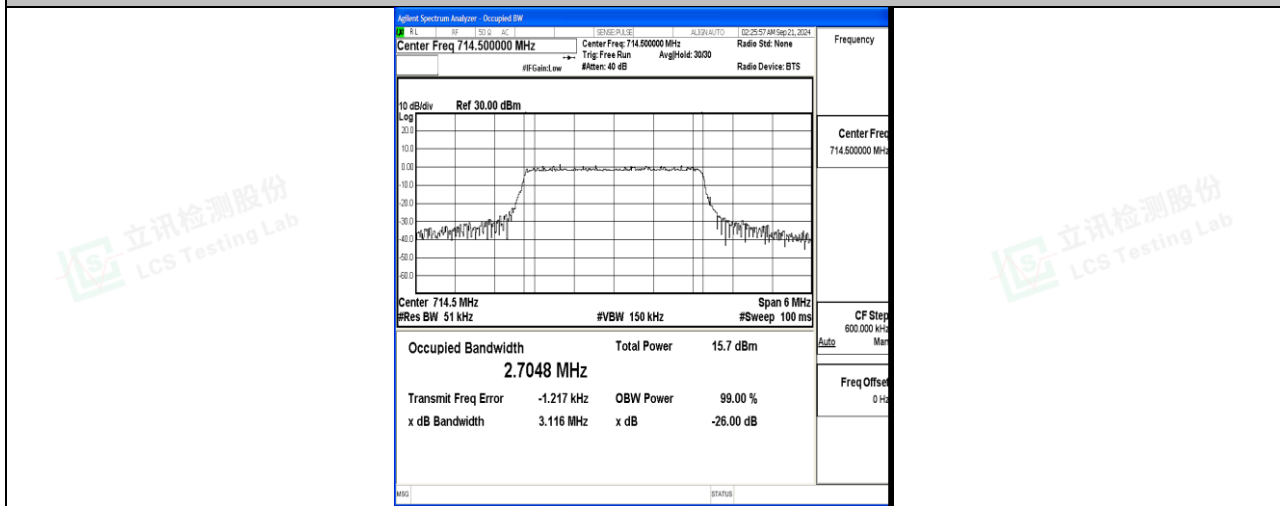 Agilent Spectrum Analyzer - Occupied BW
RL RF 50 Ω AC SENSE:PULSE ALIGN AUTO 02:25:57 AM Sep 21, 2024
Center Freq 714.500000 MHz
Center Freq: 714.500000 MHz
Radio Std: None
Trig: Free Run Avg|Hold: 30/30
#IFGain:Low
#Atten: 40 dB
Radio Device: BTS
Frequency
10 dB/div Ref 30.00 dBm
Log
20.0
10.0
0.00
-10.0
-20.0
-30.0
-40.0
-50.0
-60.0
Center 714.5 MHz
Span 6 MHz
#Res BW 51 kHz
#VBW 150 kHz
#Sweep 100 ms
Center Freq
714.500000 MHz
CF Step
600.000 kHz
Auto Man
Freq Offset
0 Hz
Occupied Bandwidth
Total Power 15.7 dBm
2.7048 MHz
Transmit Freq Error -1.217 kHz
OBW Power 99.00 %
x dB Bandwidth 3.116 MHz
x dB -26.00 dB
MSG
STATUS
立讯检测股份
LCS Testing Lab
立讯检测股份
LCS Testing Lab